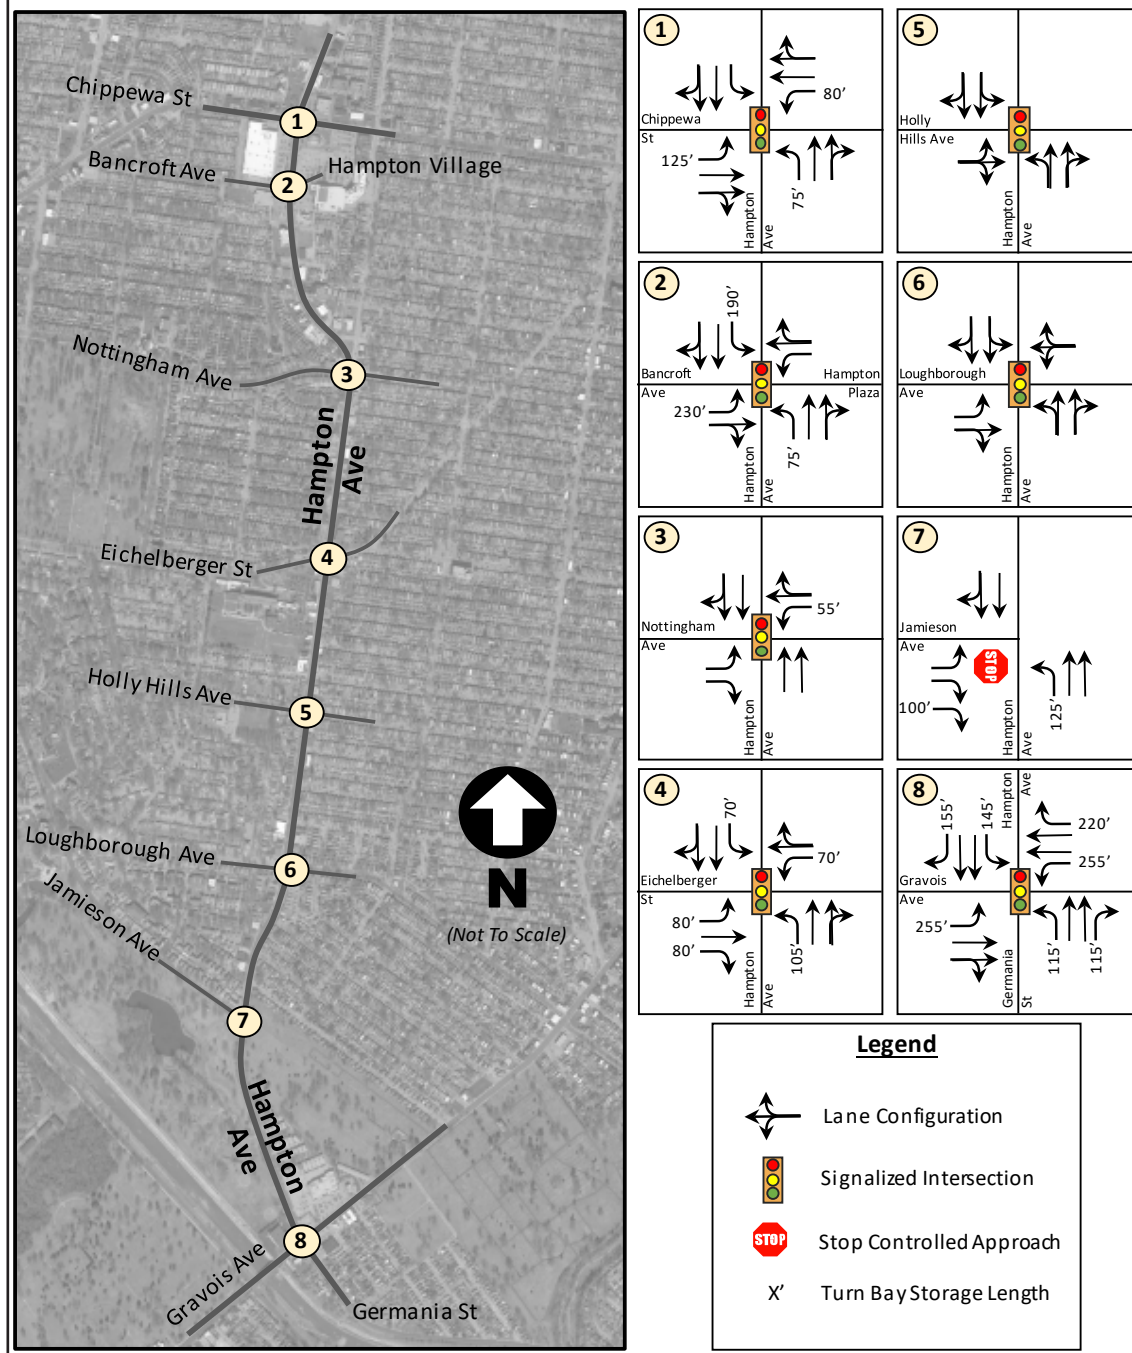 Chippewa St
1
Bancroft Ave
Hampton Village
2
Nottingham Ave
3
Hampton
Ave
Eichelberger St
4
Holly Hills Ave
5
Loughborough Ave
6
N
(Not To Scale)
Jamieson Ave
7
Hampton
Ave
8
Gravois Ave
Germania St
1
80'
Chippewa
St
125'
75'
Hampton
Ave
5
Holly
Hills Ave
Hampton
Ave
2
190'
Bancroft
Ave
Hampton
Plaza
230'
75'
Hampton
Ave
6
Loughborough
Ave
Hampton
Ave
3
55'
Nottingham
Ave
Hampton
Ave
7
Jamieson
Ave
STOP
100'
125'
Hampton
Ave
4
70'
70'
Eichelberger
St
80'
80'
105'
Hampton
Ave
8
155'
145'
Hampton
Ave
220'
255'
Gravois
Ave
255'
115'
115'
Germania
St
Legend
Lane Configuration
Signalized Intersection
STOP
Stop Controlled Approach
X' Turn Bay Storage Length